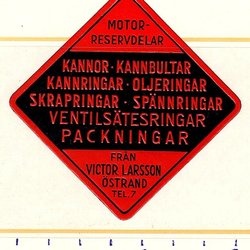 MOTOR-
RESERVDELAR
KANNOR · KANNBULTAR
KANNRINGAR · OLJERINGAR
SKRAPRINGAR · SPÄNNRINGAR
VENTILSÄTESRINGAR
PACKNINGAR
FRÅN
VICTOR LARSSON
ÖSTRAND
TEL. 7